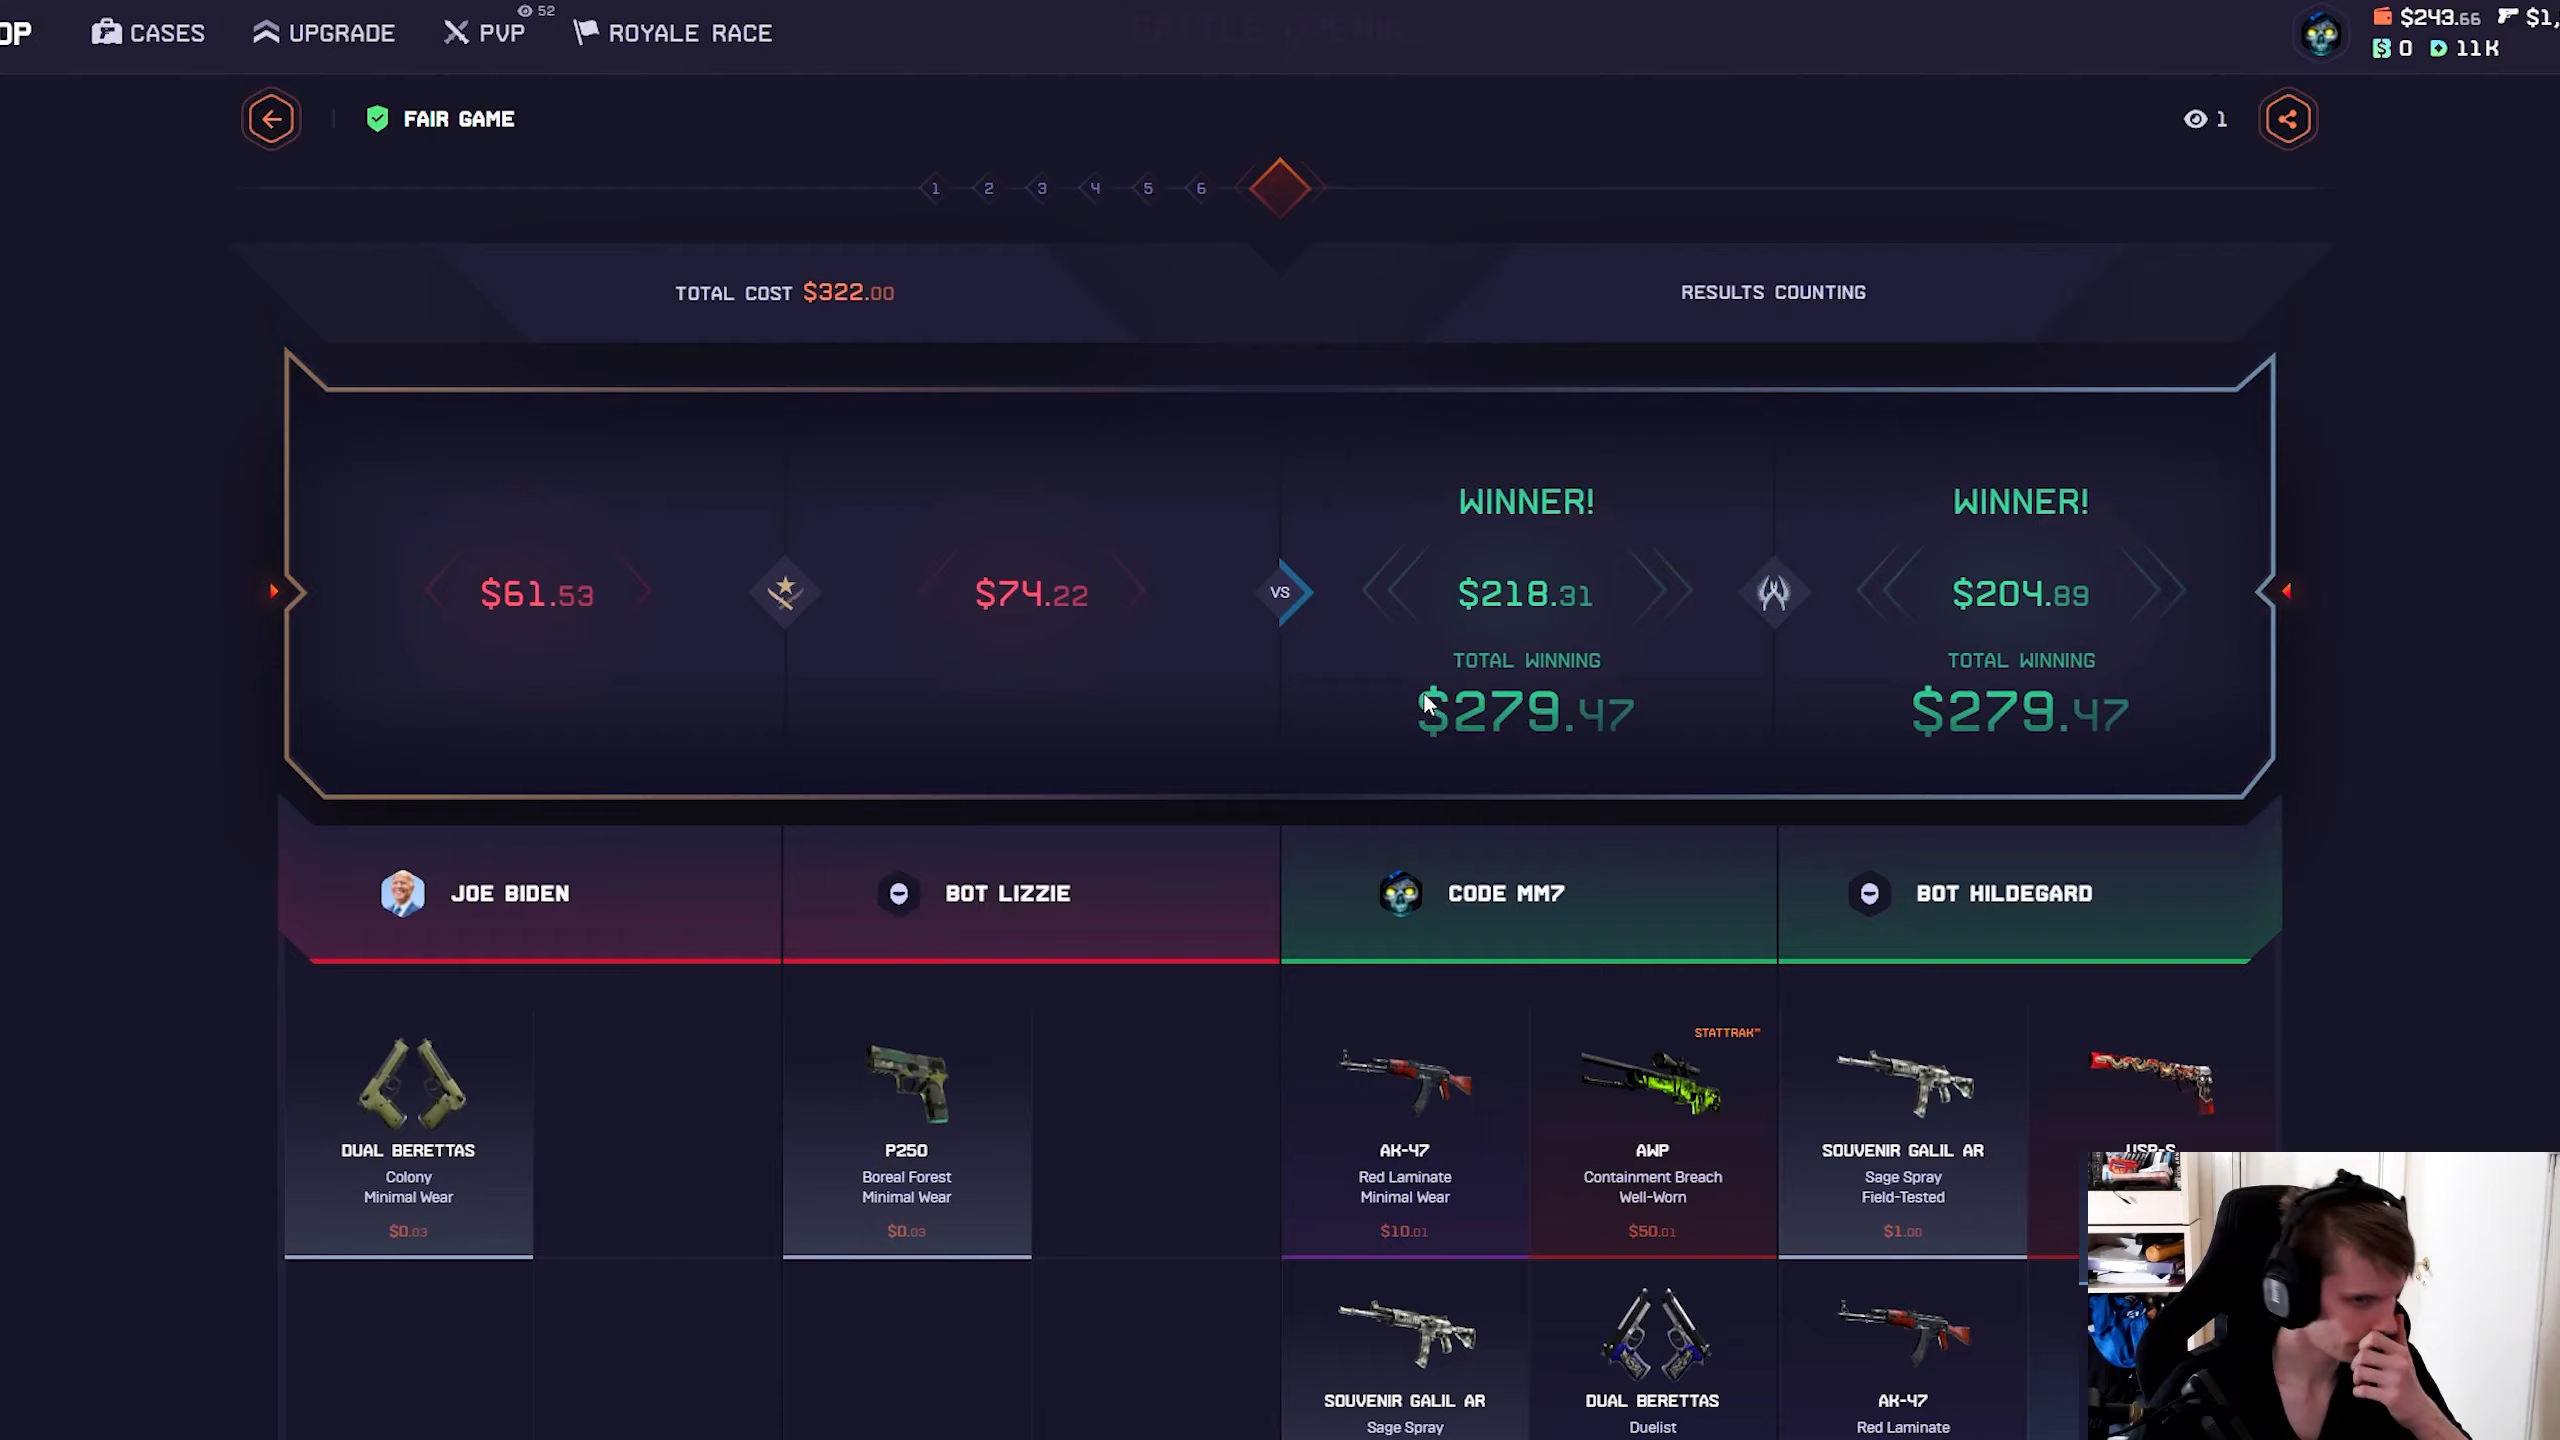 OP
CASES
UPGRADE
PVP
52
ROYALE RACE
$243.66
$1,
0
11K
FAIR GAME
1
1 2 3 4 5 6
TOTAL COST $322.00
RESULTS COUNTING
WINNER!
WINNER!
$61.53
$74.22
VS
$218.31
$204.89
TOTAL WINNING
TOTAL WINNING
$279.47
$279.47
JOE BIDEN
BOT LIZZIE
CODE MM7
BOT HILDEGARD
STATTRAK™
DUAL BERETTAS
Colony
Minimal Wear
$0.03
P250
Boreal Forest
Minimal Wear
$0.03
AK-47
Red Laminate
Minimal Wear
$10.01
AWP
Containment Breach
Well-Worn
$50.01
SOUVENIR GALIL AR
Sage Spray
Field-Tested
$1.00
USP-S
SOUVENIR GALIL AR
Sage Spray
DUAL BERETTAS
Duelist
AK-47
Red Laminate